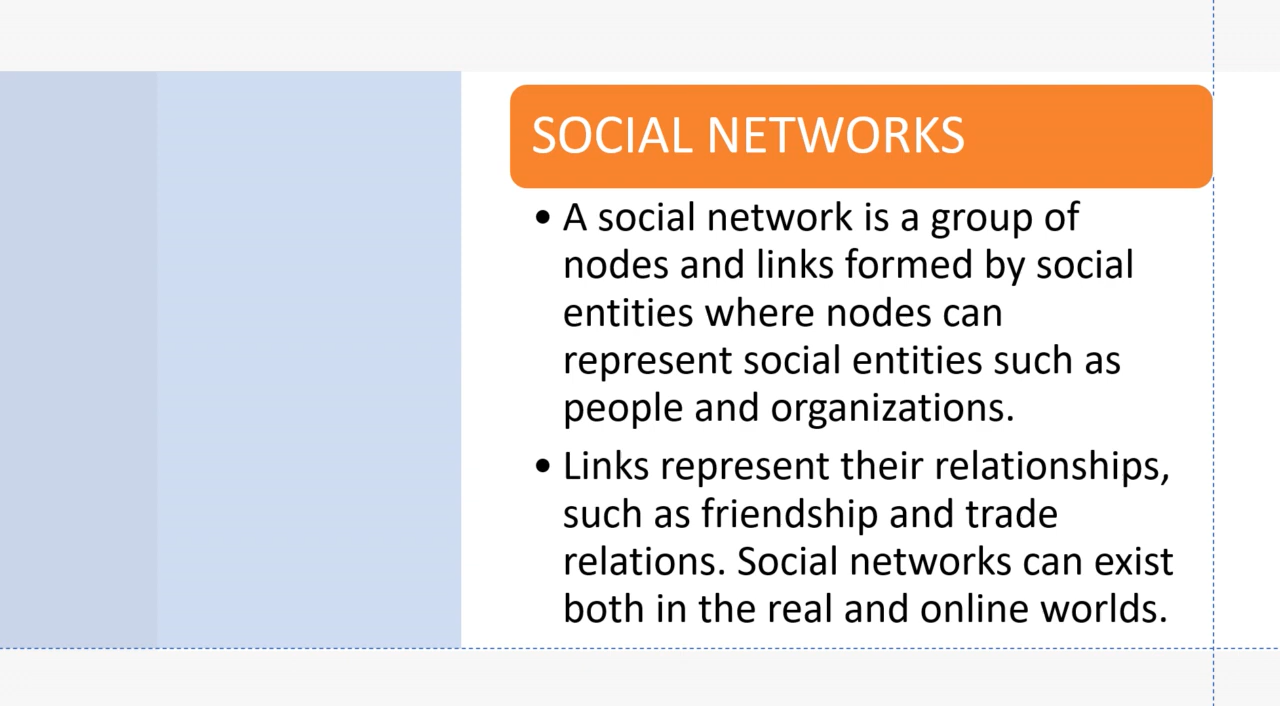 SOCIAL NETWORKS
• A social network is a group of
nodes and links formed by social
entities where nodes can
represent social entities such as
people and organizations.
• Links represent their relationships,
such as friendship and trade
relations. Social networks can exist
both in the real and online worlds.